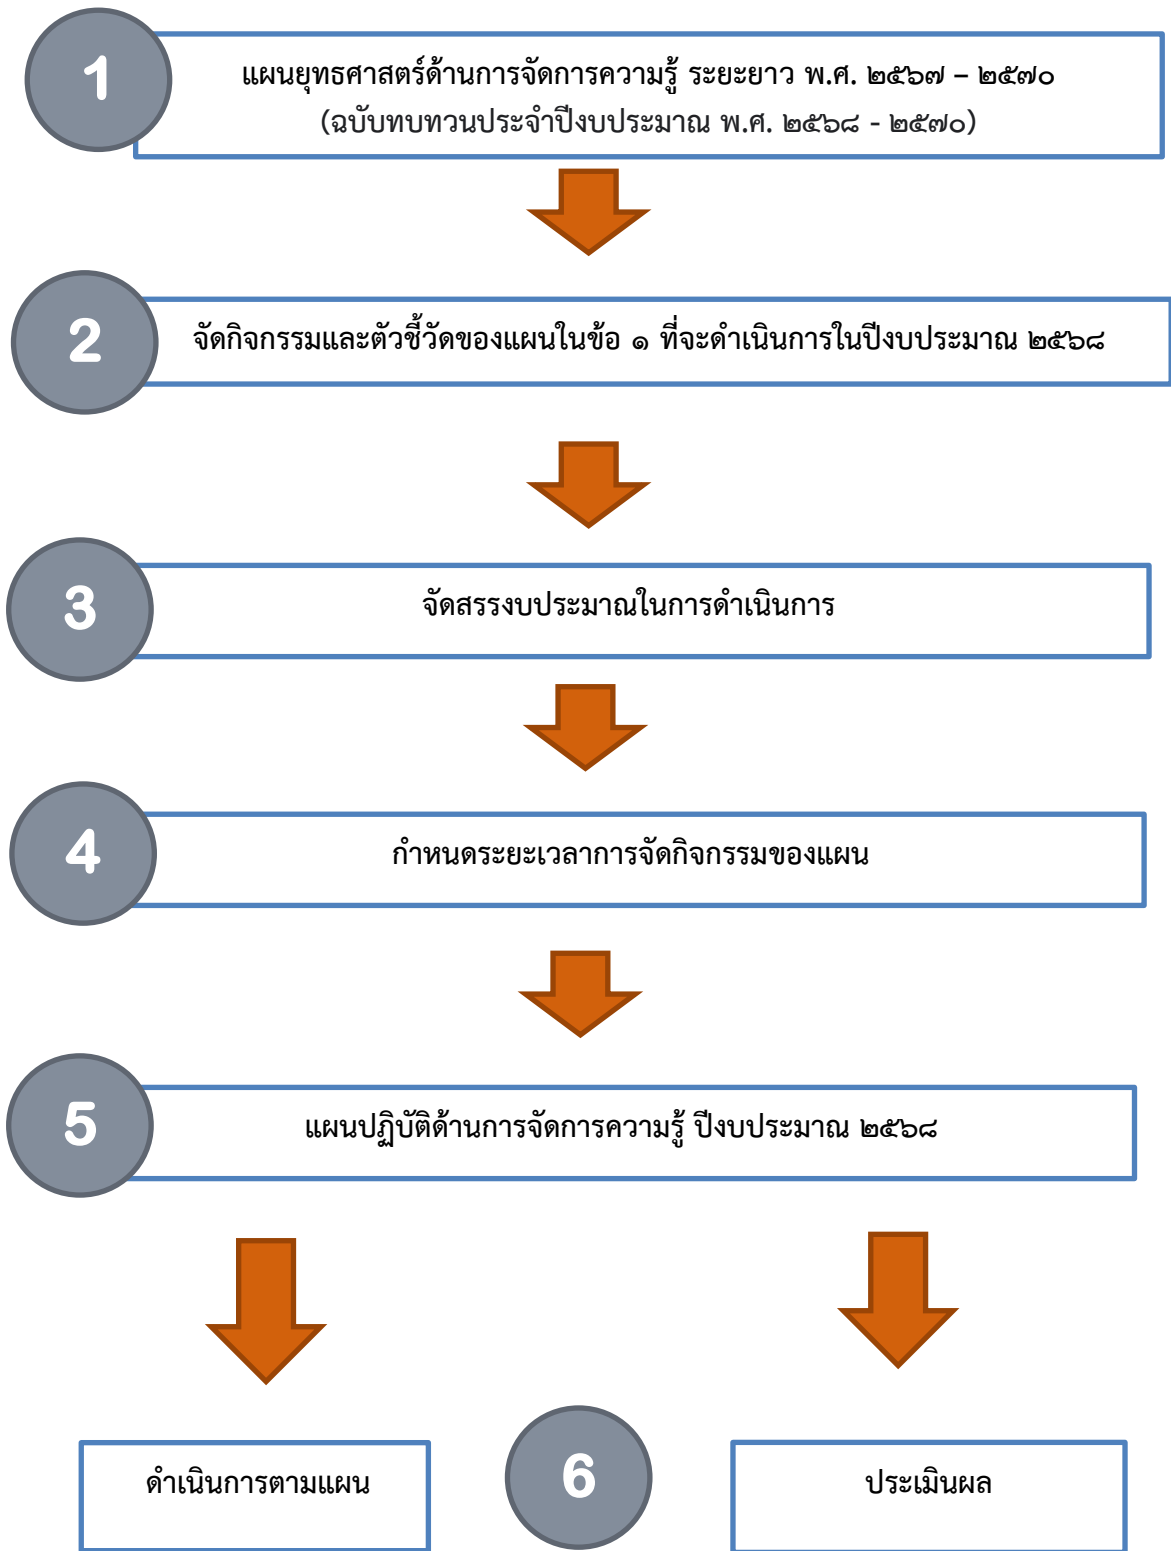 1
แผนยุทธศาสตร์ด้านการจัดการความรู้ ระยะยาว พ.ศ. ๒๕๖๗ – ๒๕๗๐
(ฉบับทบทวนประจำปีงบประมาณ พ.ศ. ๒๕๖๘ - ๒๕๗๐)
2
จัดกิจกรรมและตัวชี้วัดของแผนในข้อ ๑ ที่จะดำเนินการในปีงบประมาณ ๒๕๖๘
3
จัดสรรงบประมาณในการดำเนินการ
4
กำหนดระยะเวลาการจัดกิจกรรมของแผน
5
แผนปฏิบัติด้านการจัดการความรู้ ปีงบประมาณ ๒๕๖๘
ดำเนินการตามแผน
6
ประเมินผล